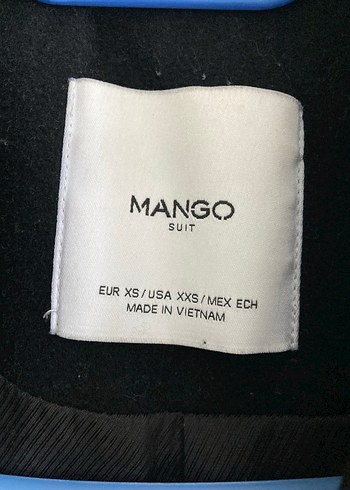 MANGO
SUIT
EUR XS / USA XXS / MEX ECH
MADE IN VIETNAM